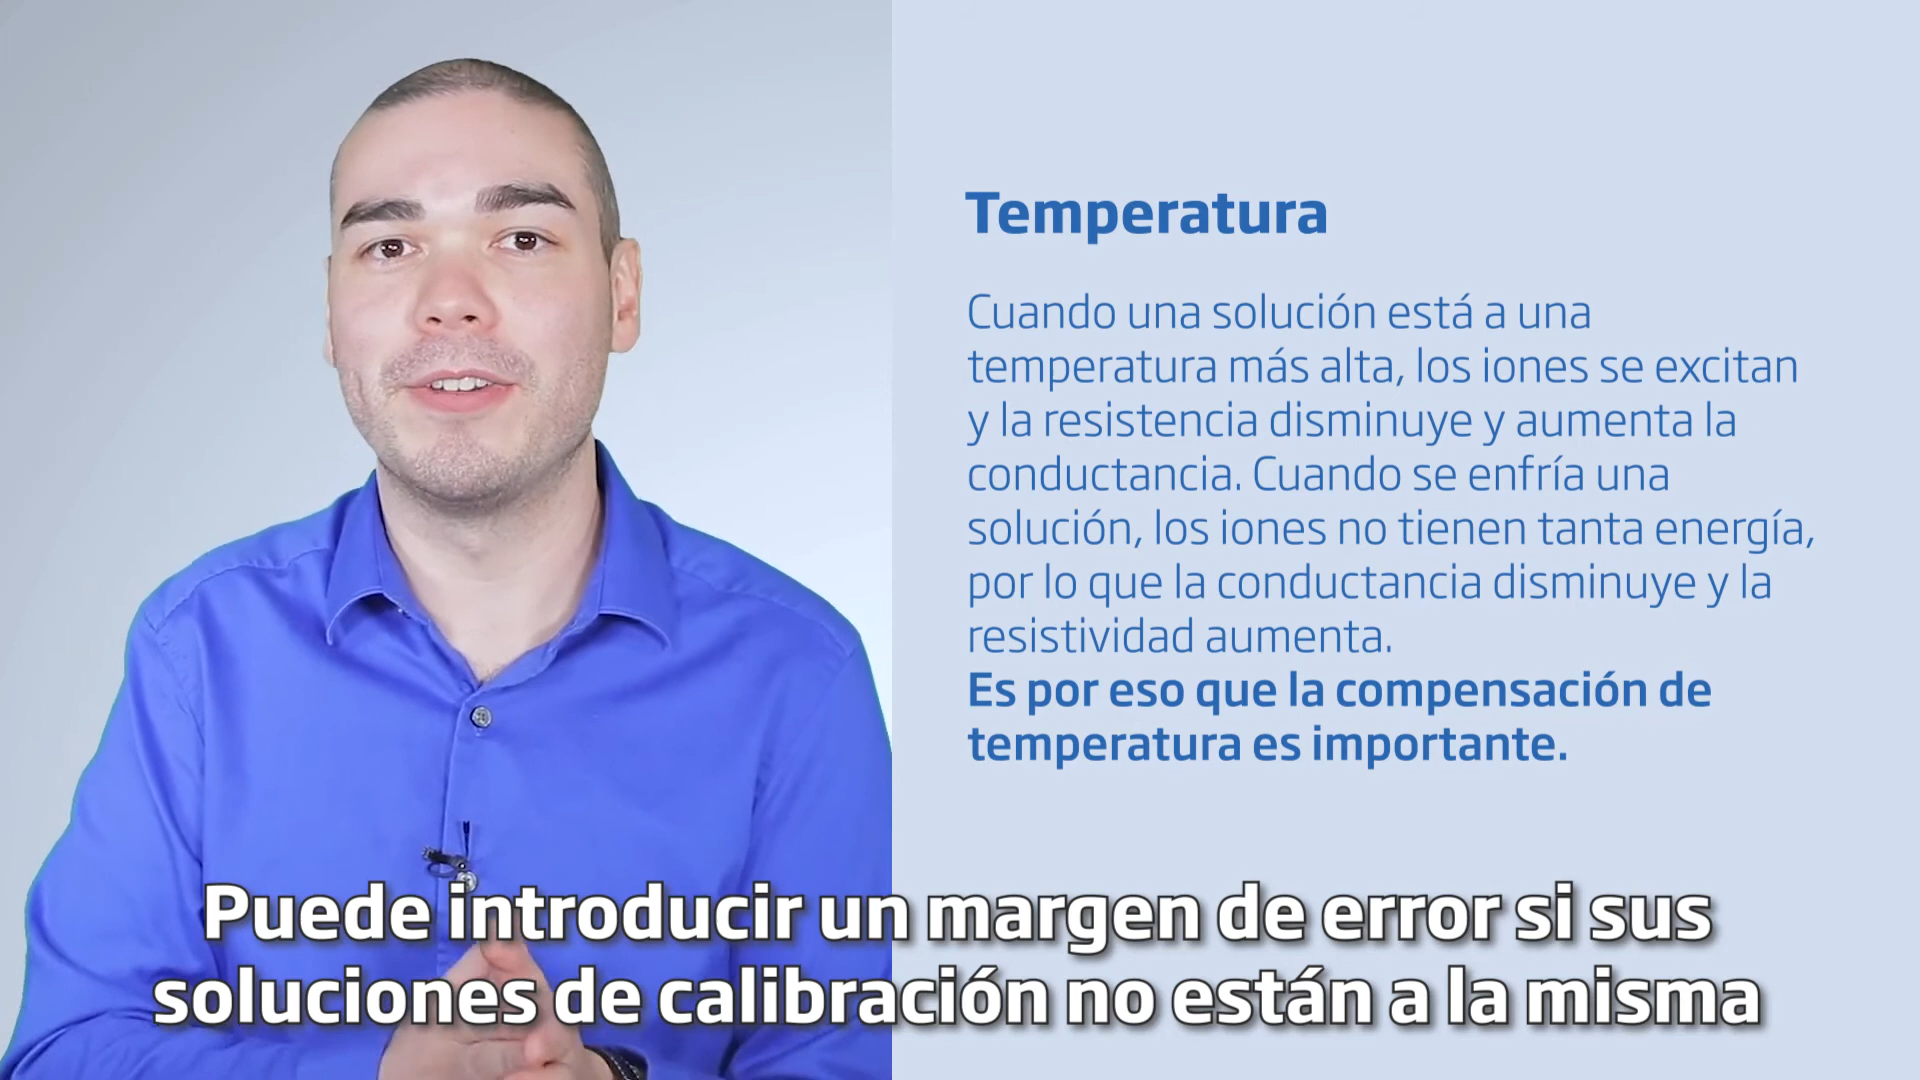 Temperatura
Cuando una solución está a una
temperatura más alta, los iones se excitan
y la resistencia disminuye y aumenta la
conductancia. Cuando se enfría una
solución, los iones no tienen tanta energía,
por lo que la conductancia disminuye y la
resistividad aumenta.
Es por eso que la compensación de
temperatura es importante.
Puede introducir un margen de error si sus
soluciones de calibración no están a la misma